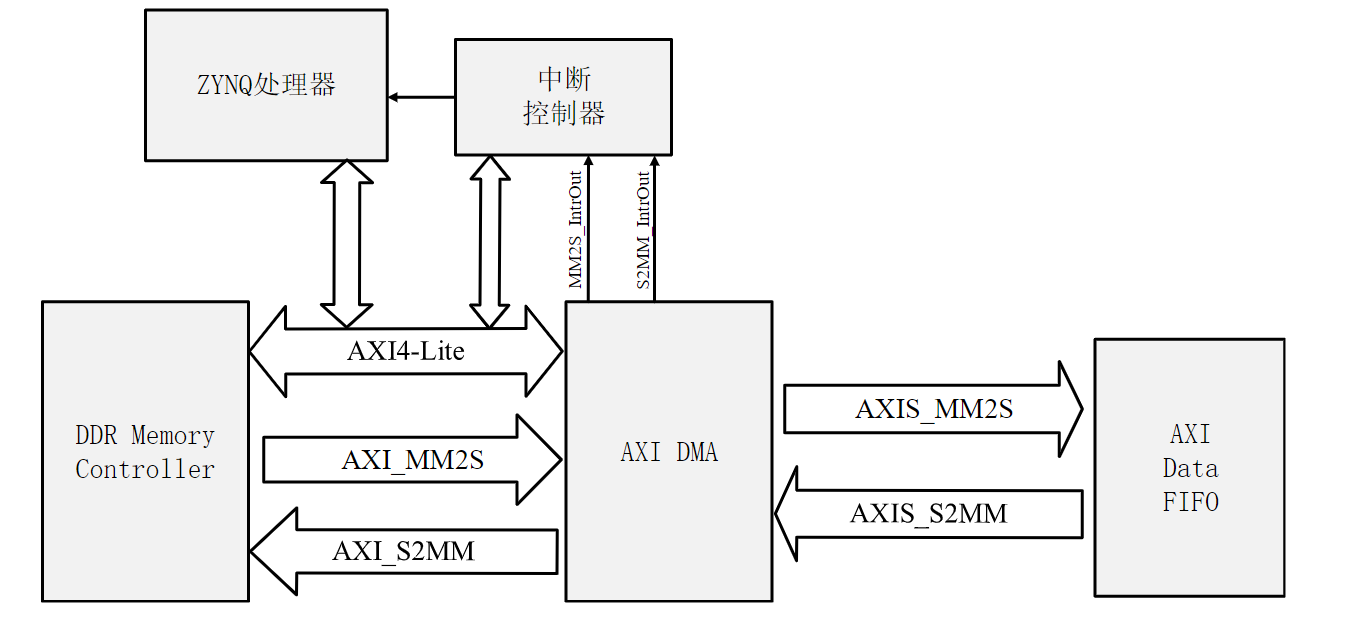 ZYNQ处理器
中断
控制器
MM2S_IntrOut
S2MM_IntrOut
AXI4-Lite
DDR Memory
Controller
AXI_MM2S
AXI_S2MM
AXI DMA
AXIS_MM2S
AXIS_S2MM
AXI
Data
FIFO